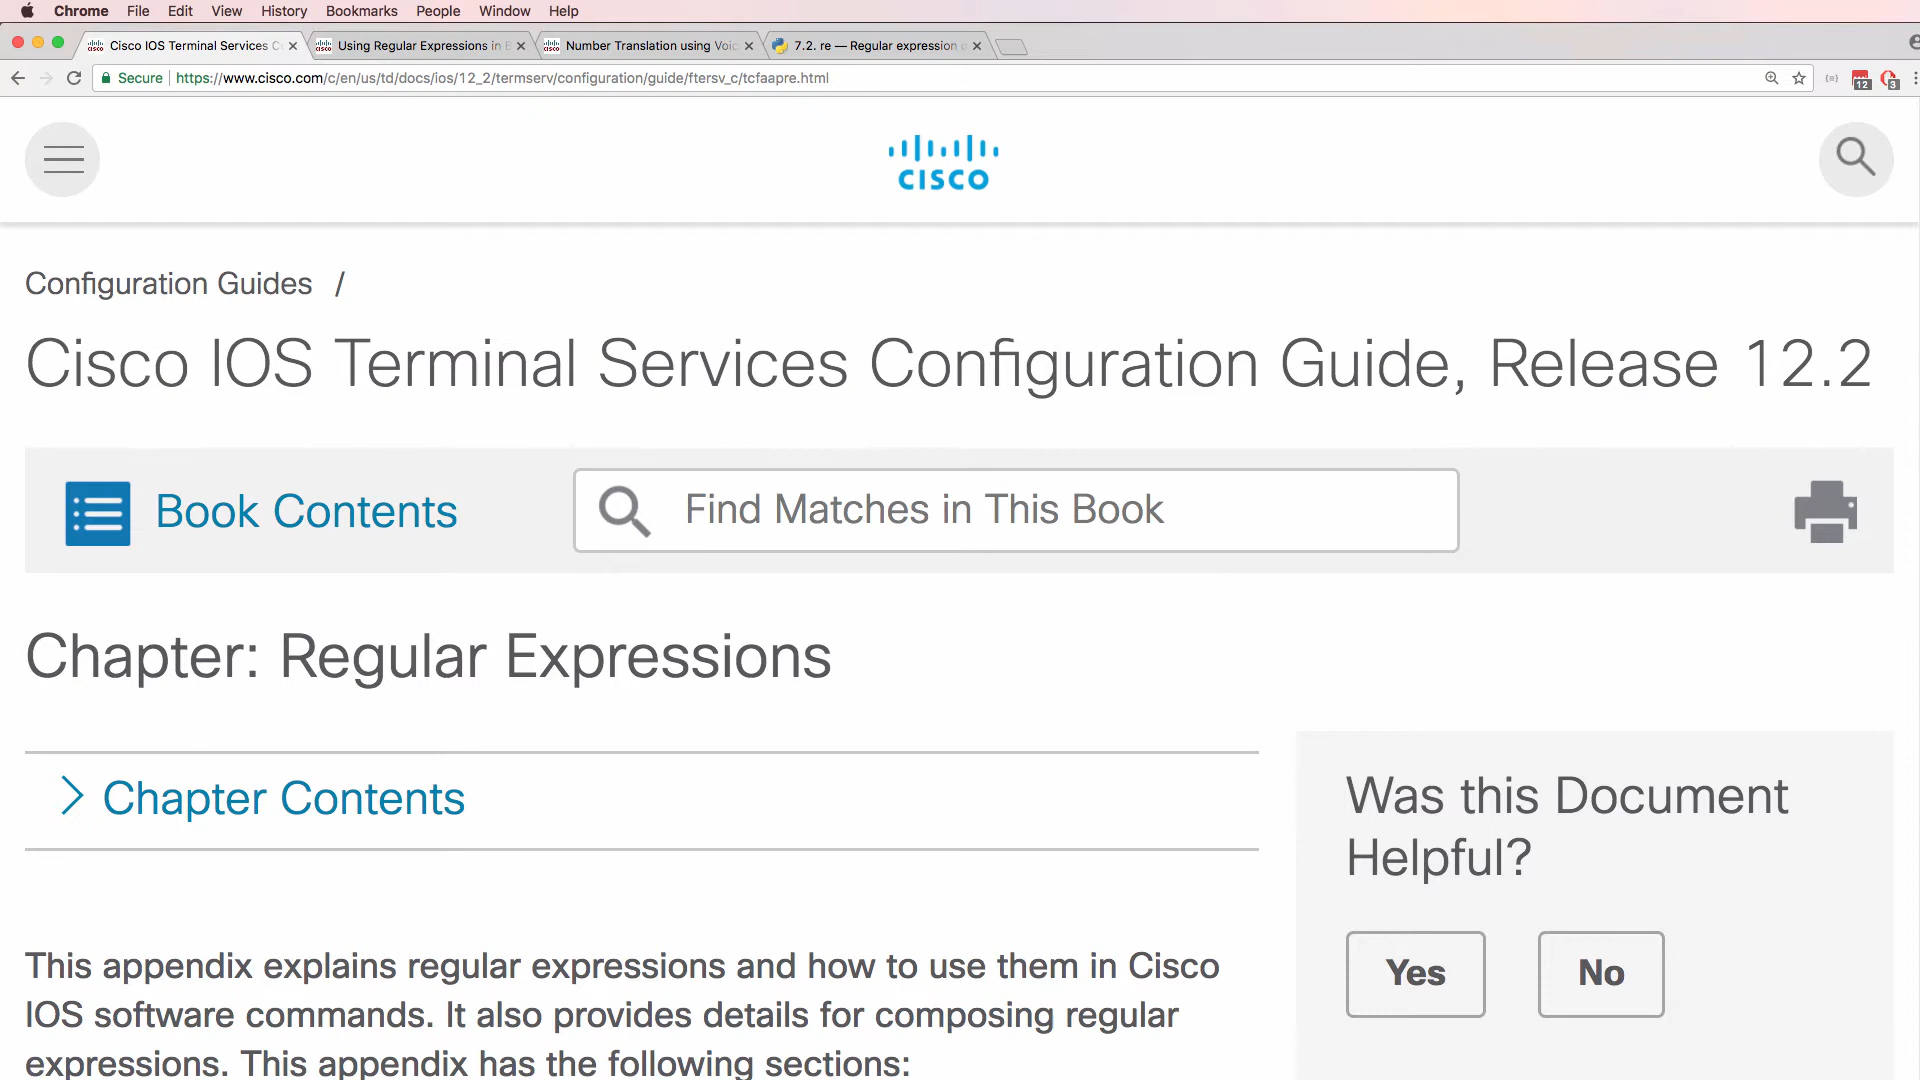 Chrome File Edit View History Bookmarks People Window Help
Cisco IOS Terminal Services C
Using Regular Expressions in B
Number Translation using Voic
7.2. re — Regular expression o
Secure https://www.cisco.com/c/en/us/td/docs/ios/12_2/termserv/configuration/guide/ftersv_c/tcfaapre.html
12
3
CISCO
Configuration Guides /
Cisco IOS Terminal Services Configuration Guide, Release 12.2
Book Contents
Find Matches in This Book
Chapter: Regular Expressions
Chapter Contents
Was this Document
Helpful?
Yes No
This appendix explains regular expressions and how to use them in Cisco
IOS software commands. It also provides details for composing regular
expressions. This appendix has the following sections: